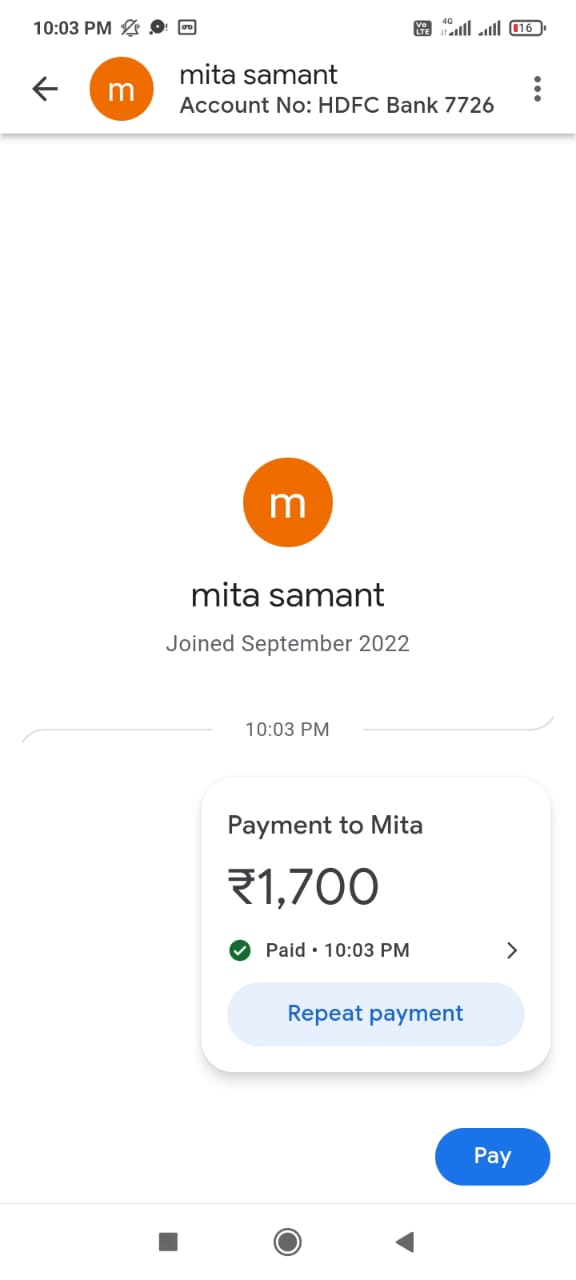 10:03 PM
Vo LTE 4G 16
m
mita samant
Account No: HDFC Bank 7726
m
mita samant
Joined September 2022
10:03 PM
Payment to Mita
₹1,700
Paid • 10:03 PM
Repeat payment
Pay